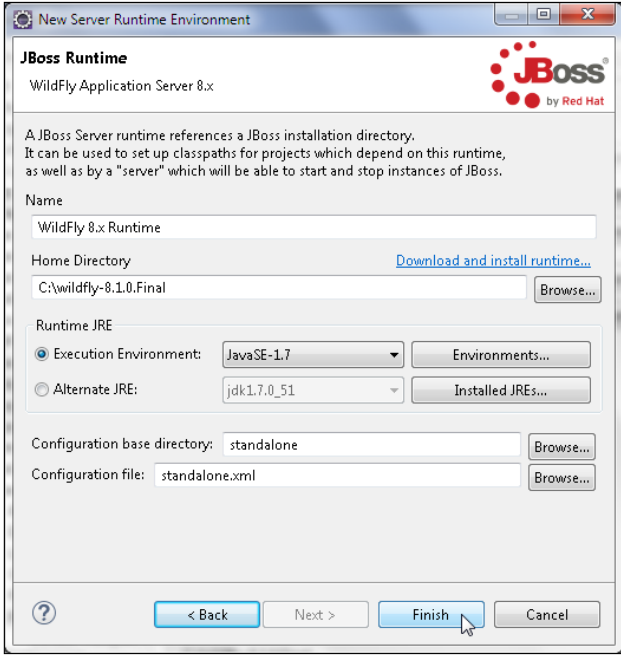 New Server Runtime Environment
JBoss Runtime
WildFly Application Server 8.x
JBoss®
by Red Hat
A JBoss Server runtime references a JBoss installation directory.
It can be used to set up classpaths for projects which depend on this runtime,
as well as by a "server" which will be able to start and stop instances of JBoss.
Name
WildFly 8.x Runtime
Home Directory Download and install runtime...
C:\wildfly-8.1.0.Final Browse...
Runtime JRE
Execution Environment: JavaSE-1.7 Environments...
Alternate JRE: jdk1.7.0_51 Installed JREs...
Configuration base directory: standalone Browse...
Configuration file: standalone.xml Browse...
? < Back Next > Finish Cancel